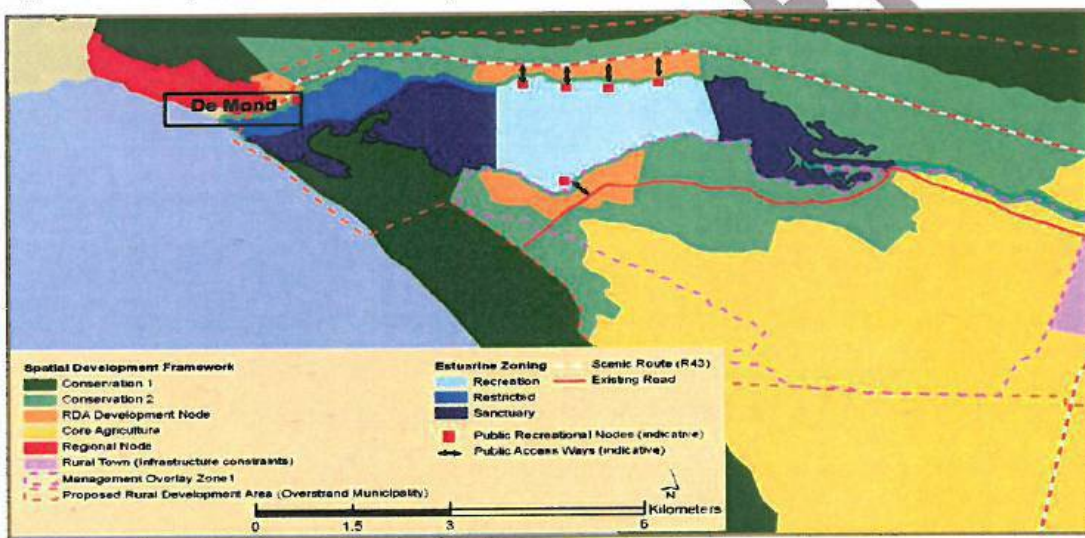 De Mond
Spatial Development Framework
Conservation 1
Conservation 2
RDA Development Node
Core Agriculture
Regional Node
Rural Town (Infrastructure constraints)
Management Overlay Zone1
Proposed Rural Development Area (Overstrand Municipality)
Estuarine Zoning
Recreation
Restricted
Sanctuary
Public Recreational Nodes (indicative)
Public Access Ways (indicative)
Scenic Route (R43)
Existing Road
N
Kilometers
0 1.5 3 6